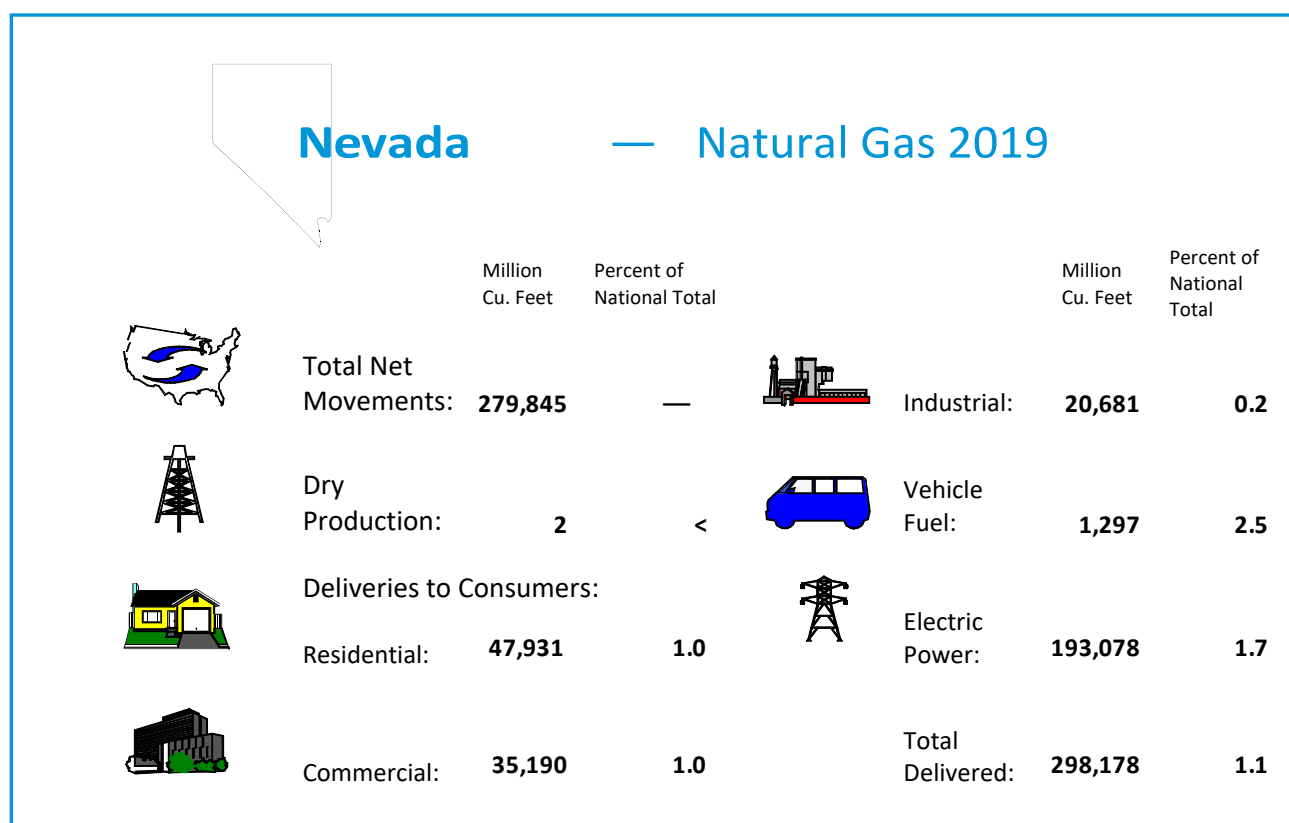 Nevada — Natural Gas 2019
Million
Cu. Feet
Percent of
National Total
Total Net
Movements: 279,845 —
Dry
Production: 2 <
Deliveries to Consumers:
Residential: 47,931 1.0
Commercial: 35,190 1.0
Million
Cu. Feet
Percent of
National
Total
Industrial: 20,681 0.2
Vehicle
Fuel: 1,297 2.5
Electric
Power: 193,078 1.7
Total
Delivered: 298,178 1.1